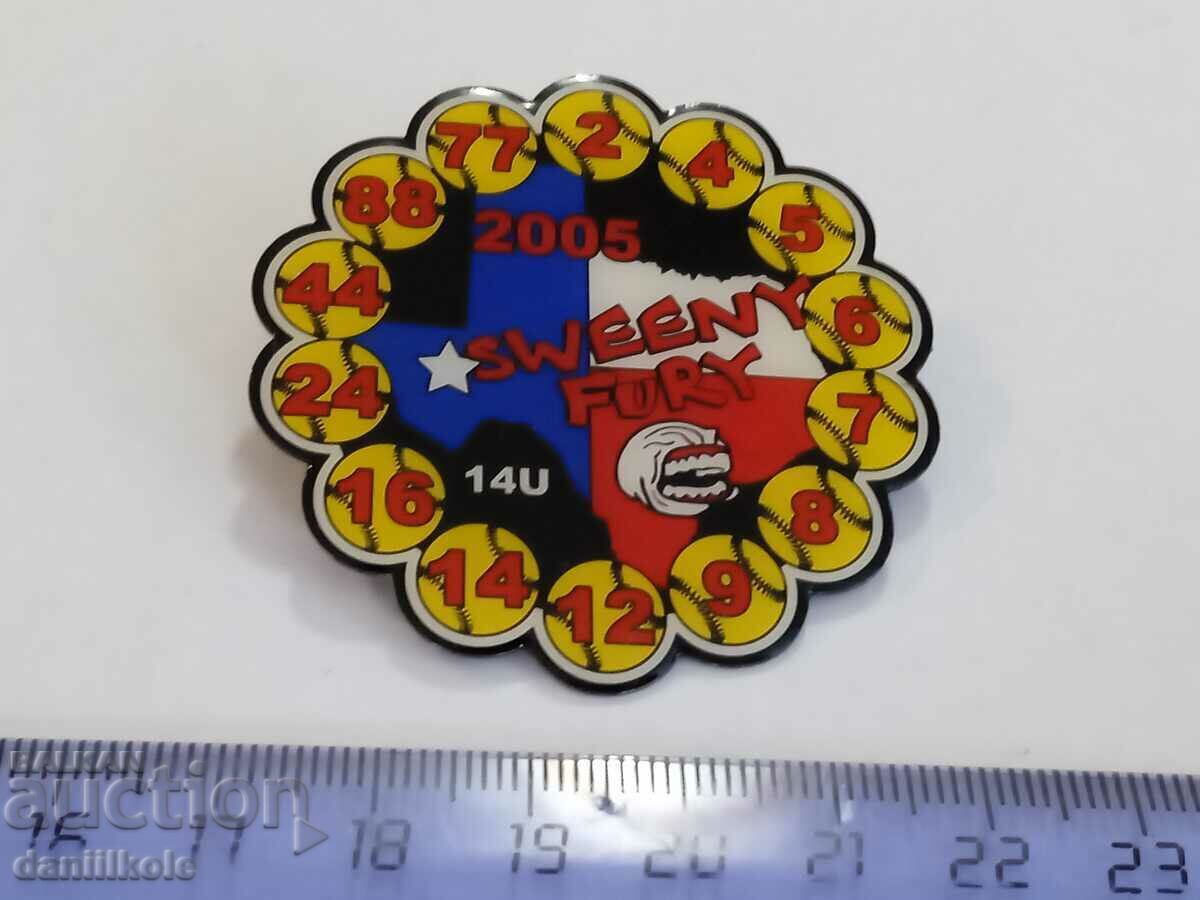 77 2 4 5 6 7 8 9 12 14 16 24 44 88
2005
SWEENY
FURY
14U
BALKAN
auction
daniilkole
16 17 18 19 20 21 22 23